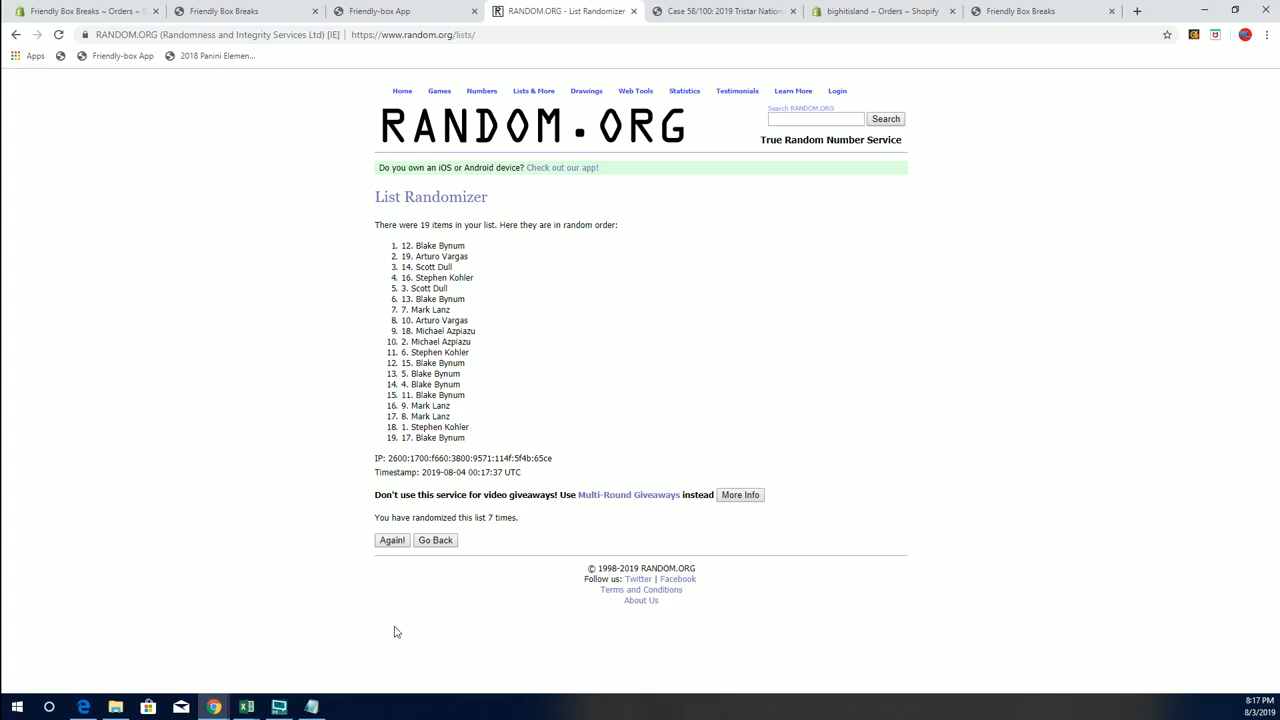 Friendly Box Breaks ~ Orders ~ S
Friendly Box Breaks
Friendly-box App
RANDOM.ORG - List Randomizer
Case 58/100: 2019 Tristar Nation
bighitisland ~ Orders ~ Shopify
Friendly Box Breaks
RANDOM.ORG (Randomness and Integrity Services Ltd) [IE] | https://www.random.org/lists/
Apps
Friendly-box App
2018 Panini Elemen...
Home Games Numbers Lists & More Drawings Web Tools Statistics Testimonials Learn More Login
RANDOM.ORG
Search RANDOM.ORG
Search
True Random Number Service
Do you own an iOS or Android device? Check out our app!
List Randomizer
There were 19 items in your list. Here they are in random order:
1. 12. Blake Bynum
2. 19. Arturo Vargas
3. 14. Scott Dull
4. 16. Stephen Kohler
5. 3. Scott Dull
6. 13. Blake Bynum
7. 7. Mark Lanz
8. 10. Arturo Vargas
9. 18. Michael Azpiazu
10. 2. Michael Azpiazu
11. 6. Stephen Kohler
12. 15. Blake Bynum
13. 5. Blake Bynum
14. 4. Blake Bynum
15. 11. Blake Bynum
16. 9. Mark Lanz
17. 8. Mark Lanz
18. 1. Stephen Kohler
19. 17. Blake Bynum
IP: 2600:1700:f660:3800:9571:114f:5f4b:65ce
Timestamp: 2019-08-04 00:17:37 UTC
Don't use this service for video giveaways! Use Multi-Round Giveaways instead More Info
You have randomized this list 7 times.
Again! Go Back
© 1998-2019 RANDOM.ORG
Follow us: Twitter | Facebook
Terms and Conditions
About Us
8:17 PM
8/3/2019